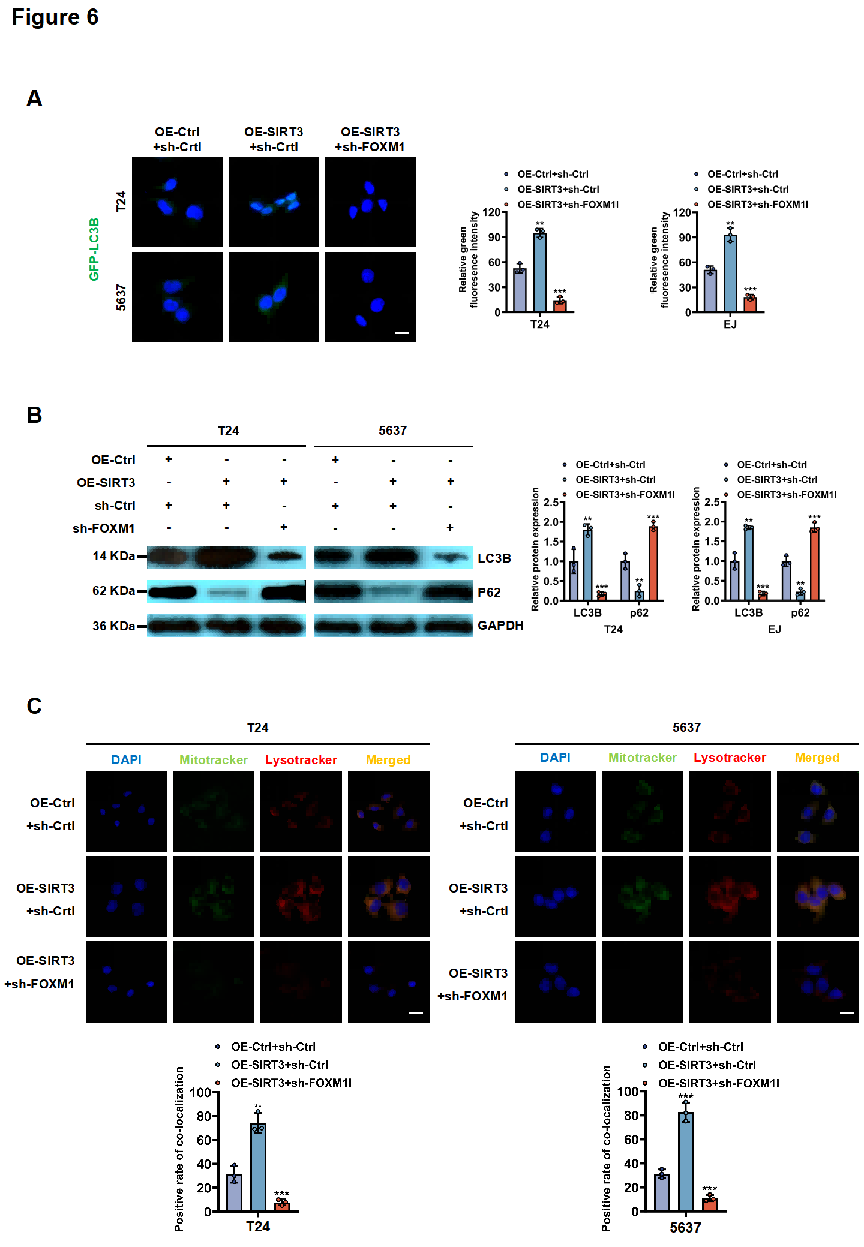 Figure 6
A
OE-Ctrl
+sh-Crtl
OE-SIRT3
+sh-Crtl
OE-SIRT3
+sh-FOXM1
GFP-LC3B
T24
5637
OE-Ctrl+sh-Ctrl
OE-SIRT3+sh-Ctrl
OE-SIRT3+sh-FOXM1I
Relative green
fluoresence intensity
120
90
60
30
0
**
***
T24
OE-Ctrl+sh-Ctrl
OE-SIRT3+sh-Ctrl
OE-SIRT3+sh-FOXM1I
Relative green
fluoresence intensity
120
90
60
30
0
**
***
EJ
B
T24 5637
OE-Ctrl + - - + - -
OE-SIRT3 - + + - + +
sh-Ctrl + + - + + -
sh-FOXM1 - - + - - +
14 KDa LC3B
62 KDa P62
36 KDa GAPDH
OE-Ctrl+sh-Ctrl
OE-SIRT3+sh-Ctrl
OE-SIRT3+sh-FOXM1I
Relative protein expression
2.5
2.0
1.5
1.0
0.5
0.0
** *** ** ***
LC3B p62
T24
OE-Ctrl+sh-Ctrl
OE-SIRT3+sh-Ctrl
OE-SIRT3+sh-FOXM1I
Relative protein expression
2.5
2.0
1.5
1.0
0.5
0.0
** *** ** ***
LC3B p62
EJ
C
T24
DAPI Mitotracker Lysotracker Merged
OE-Ctrl
+sh-Crtl
OE-SIRT3
+sh-Crtl
OE-SIRT3
+sh-FOXM1
5637
DAPI Mitotracker Lysotracker Merged
OE-Ctrl
+sh-Crtl
OE-SIRT3
+sh-Crtl
OE-SIRT3
+sh-FOXM1
OE-Ctrl+sh-Ctrl
OE-SIRT3+sh-Ctrl
OE-SIRT3+sh-FOXM1I
Positive rate of co-localization
100
80
60
40
20
0
**
***
T24
OE-Ctrl+sh-Ctrl
OE-SIRT3+sh-Ctrl
OE-SIRT3+sh-FOXM1I
Positive rate of co-localization
100
80
60
40
20
0
***
***
5637